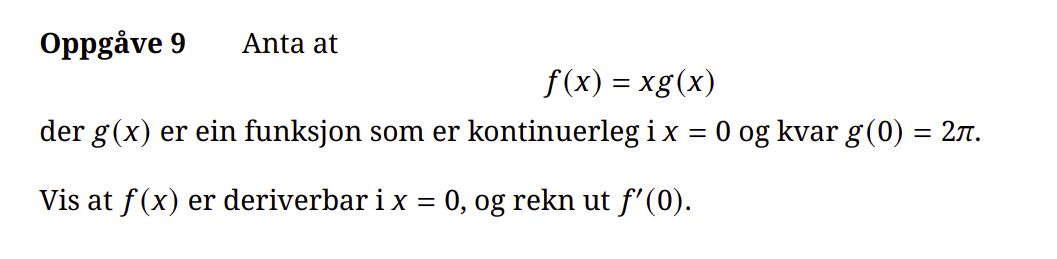 Oppgåve 9 Anta at
f(x) = xg(x)
der g(x) er ein funksjon som er kontinuerleg i x = 0 og kvar g(0) = 2π.
Vis at f(x) er deriverbar i x = 0, og rekn ut f′(0).